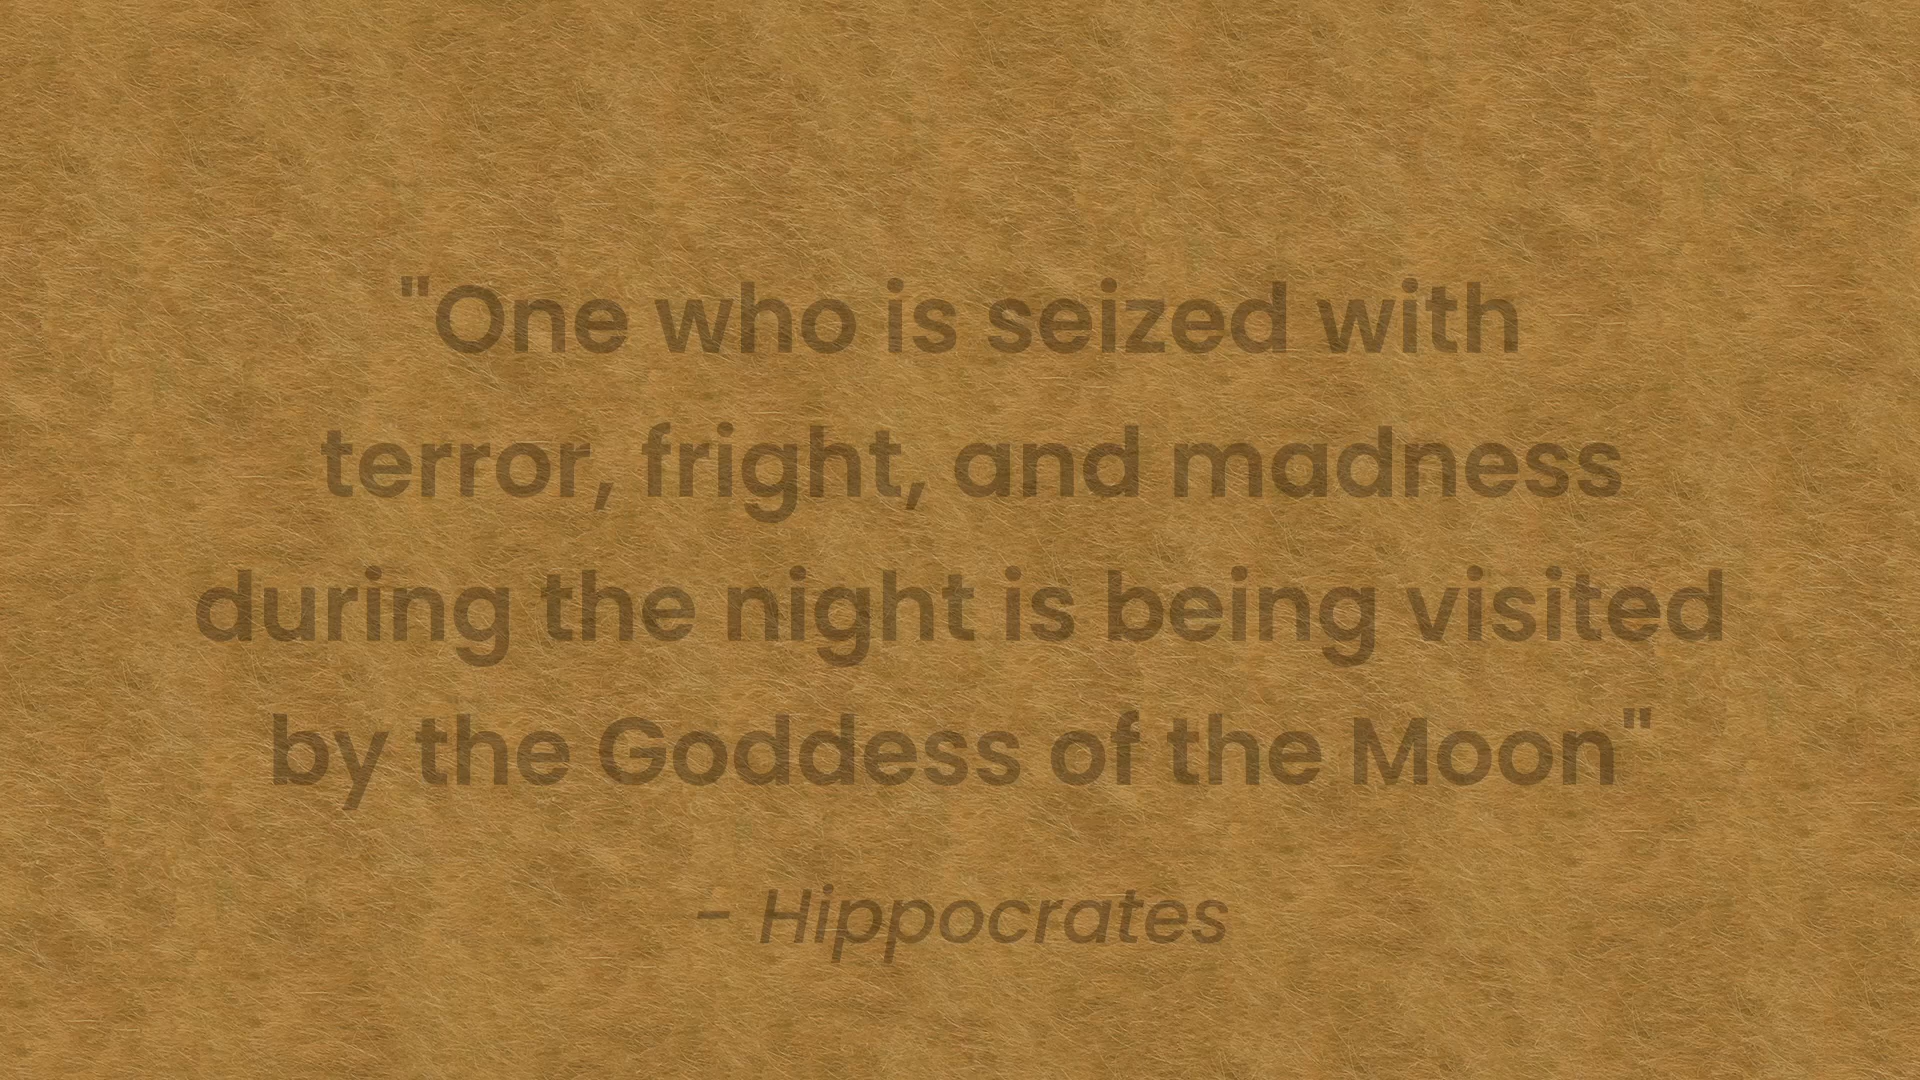 "One who is seized with
terror, fright, and madness
during the night is being visited
by the Goddess of the Moon"
- Hippocrates